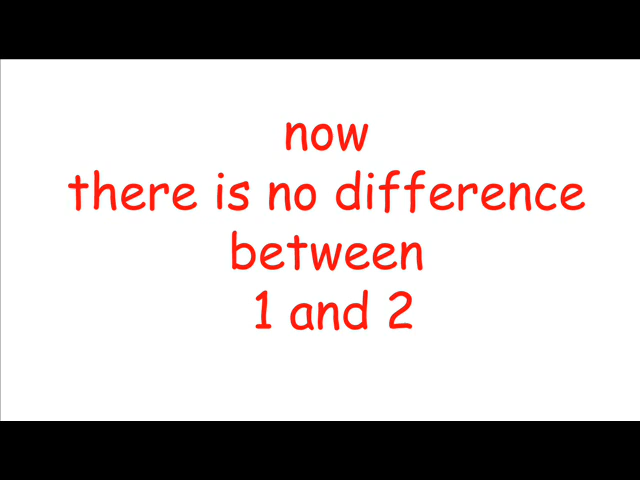 now
there is no difference
between
1 and 2